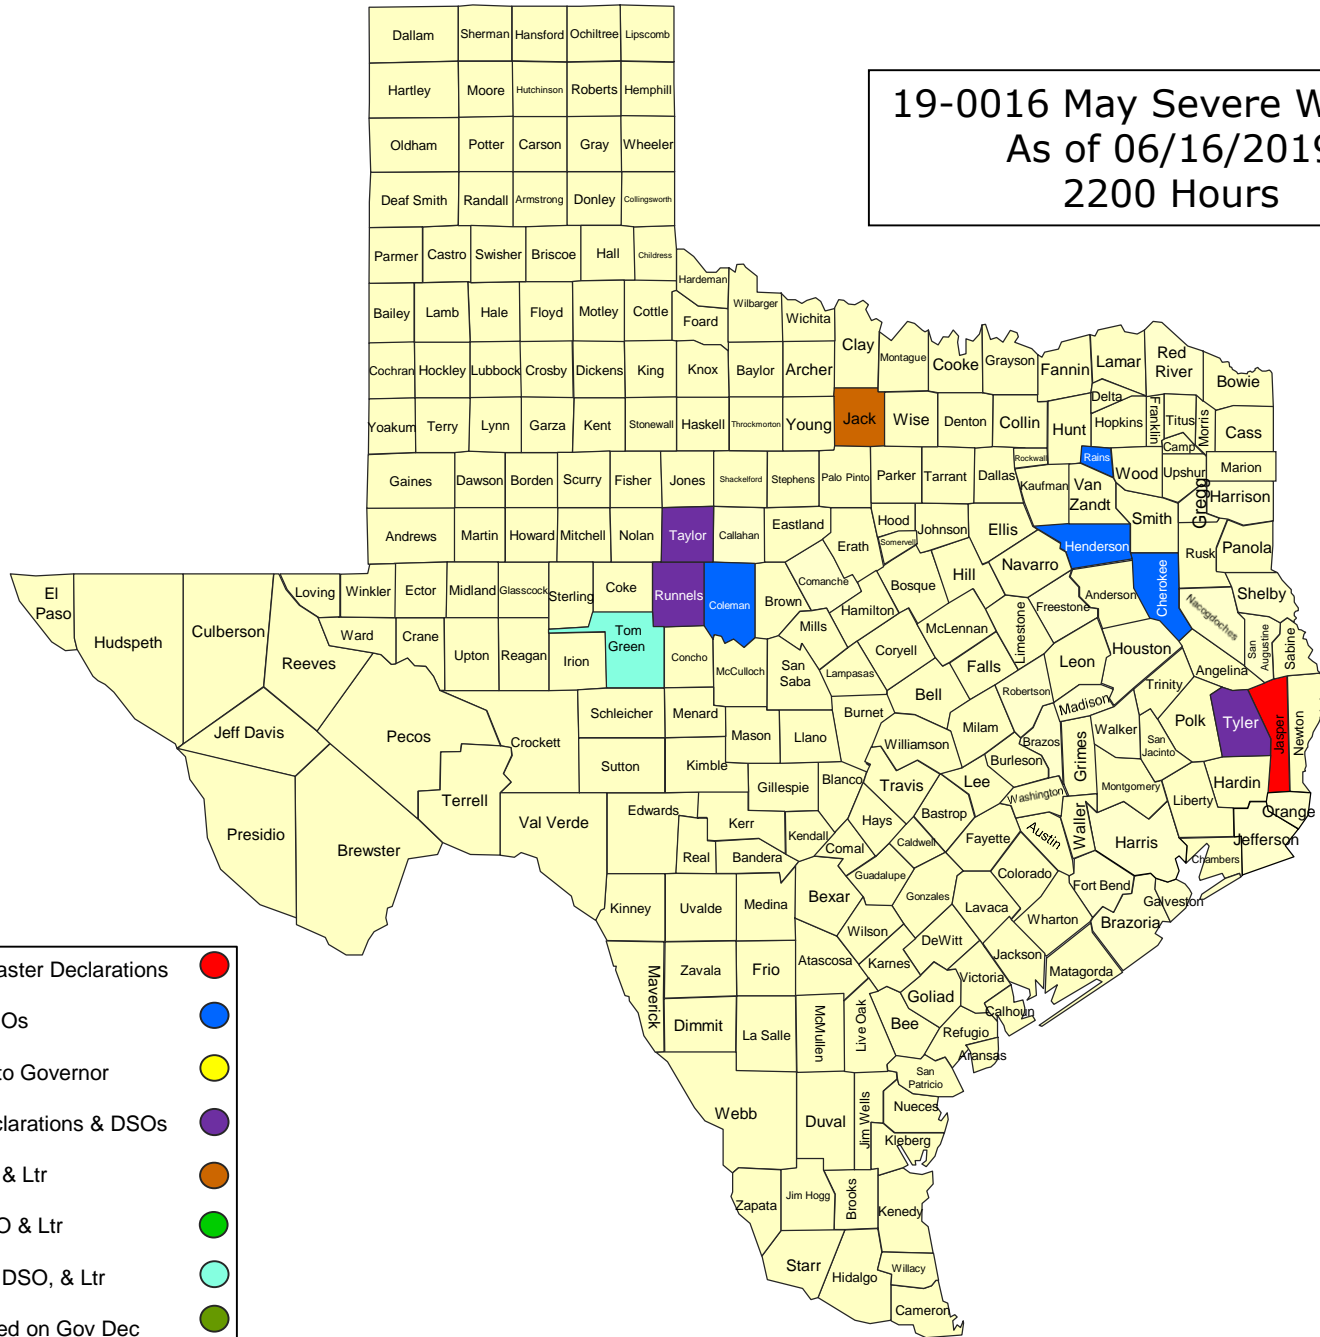 19-0016 May Severe W
As of 06/16/2019
2200 Hours
Dallam Sherman Hansford Ochiltree Lipscomb
Hartley Moore Hutchinson Roberts Hemphill
Oldham Potter Carson Gray Wheeler
Deaf Smith Randall Armstrong Donley Collingsworth
Parmer Castro Swisher Briscoe Hall Childress
Hardeman
Bailey Lamb Hale Floyd Motley Cottle Foard Wilbarger Wichita
Clay Montague Cooke Grayson Fannin Lamar Red
River Bowie
Cochran Hockley Lubbock Crosby Dickens King Knox Baylor Archer
Delta
Yoakum Terry Lynn Garza Kent Stonewall Haskell Throckmorton Young Jack Wise Denton Collin Hunt Hopkins Franklin Titus Morris Cass
Camp
Gaines Dawson Borden Scurry Fisher Jones Shackelford Stephens Palo Pinto Parker Tarrant Dallas Rockwall Rains Wood Upshur Marion
Kaufman Van
Zandt Gregg Harrison
Andrews Martin Howard Mitchell Nolan Taylor Callahan Eastland Hood Johnson Ellis Smith
Erath Somervell Henderson Rusk Panola
El
Paso Hudspeth Culberson Loving Winkler Ector Midland Glasscock Sterling Coke Runnels Coleman Brown Comanche Bosque Hill Navarro
Hamilton Freestone Anderson Cherokee Nacogdoches Shelby
Reeves Ward Crane Upton Reagan Irion Tom
Green Concho McCulloch Mills San
Saba Lampasas Coryell McLennan Limestone Falls Leon Houston Angelina San
Augustine Sabine
Jeff Davis Pecos Crockett Schleicher Menard Mason Llano Burnet Bell Milam Robertson Madison Trinity
Brazos Grimes Walker San
Jacinto Polk Tyler Jasper Newton
Presidio Brewster Terrell Val Verde Sutton Kimble Gillespie Blanco Williamson Travis Lee Burleson
Washington Montgomery Liberty Hardin Orange
Edwards Kerr Kendall Hays Bastrop Caldwell Fayette Austin Waller Harris Jefferson
Real Bandera Comal Guadalupe Gonzales Colorado Fort Bend Chambers
Kinney Uvalde Medina Bexar Wilson Lavaca Wharton Brazoria Galveston
Maverick Zavala Frio Atascosa Karnes DeWitt Jackson Matagorda
Goliad Victoria Calhoun
Dimmit La Salle McMullen Live Oak Bee Refugio Aransas
San
Patricio
Webb Duval Jim Wells Nueces
Kleberg
Zapata Jim Hogg Brooks Kenedy
Starr Hidalgo Willacy
Cameron
aster Declarations
Os
to Governor
clarations & DSOs
& Ltr
O & Ltr
DSO, & Ltr
ed on Gov Dec